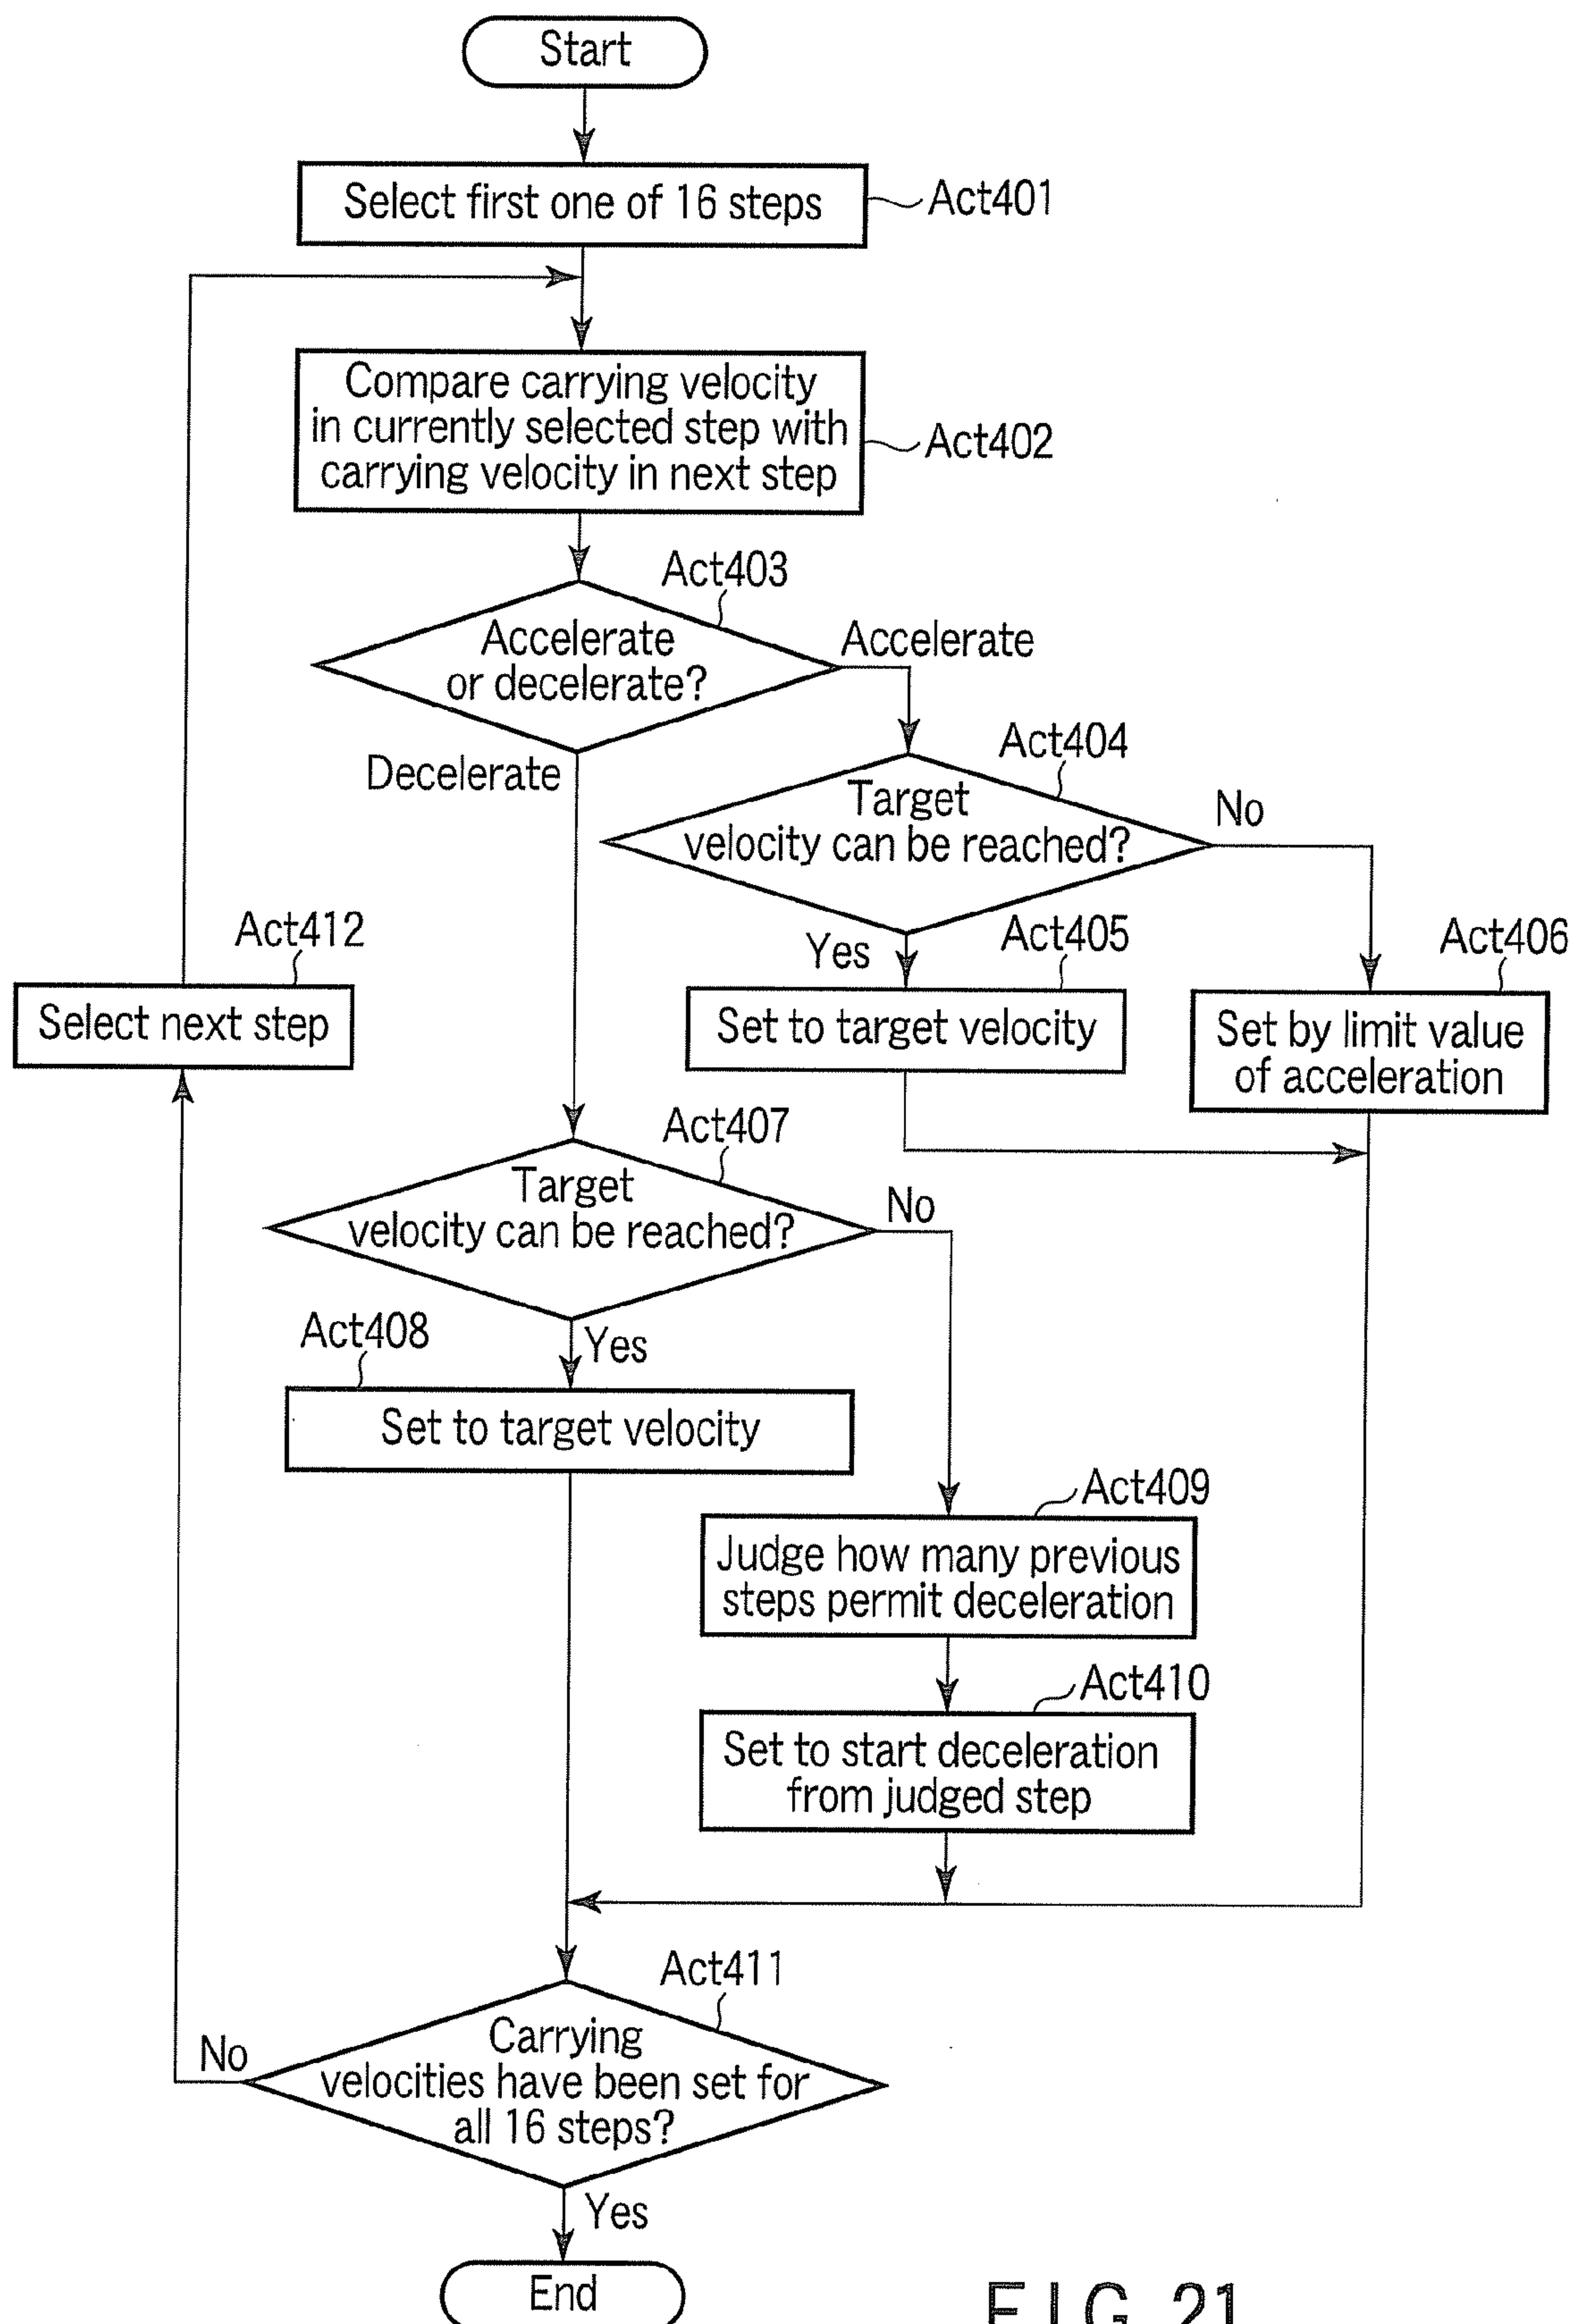 Start
Select first one of 16 steps
Act401
Compare carrying velocity
in currently selected step with
carrying velocity in next step
Act402
Act403
Accelerate
or decelerate?
Accelerate
Decelerate
Act404
Target
velocity can be reached?
No
Yes
Act405
Set to target velocity
Act406
Set by limit value
of acceleration
Act412
Select next step
Act407
Target
velocity can be reached?
No
Yes
Act408
Set to target velocity
Act409
Judge how many previous
steps permit deceleration
Act410
Set to start deceleration
from judged step
Act411
Carrying
velocities have been set for
all 16 steps?
No
Yes
End
FIG. 21